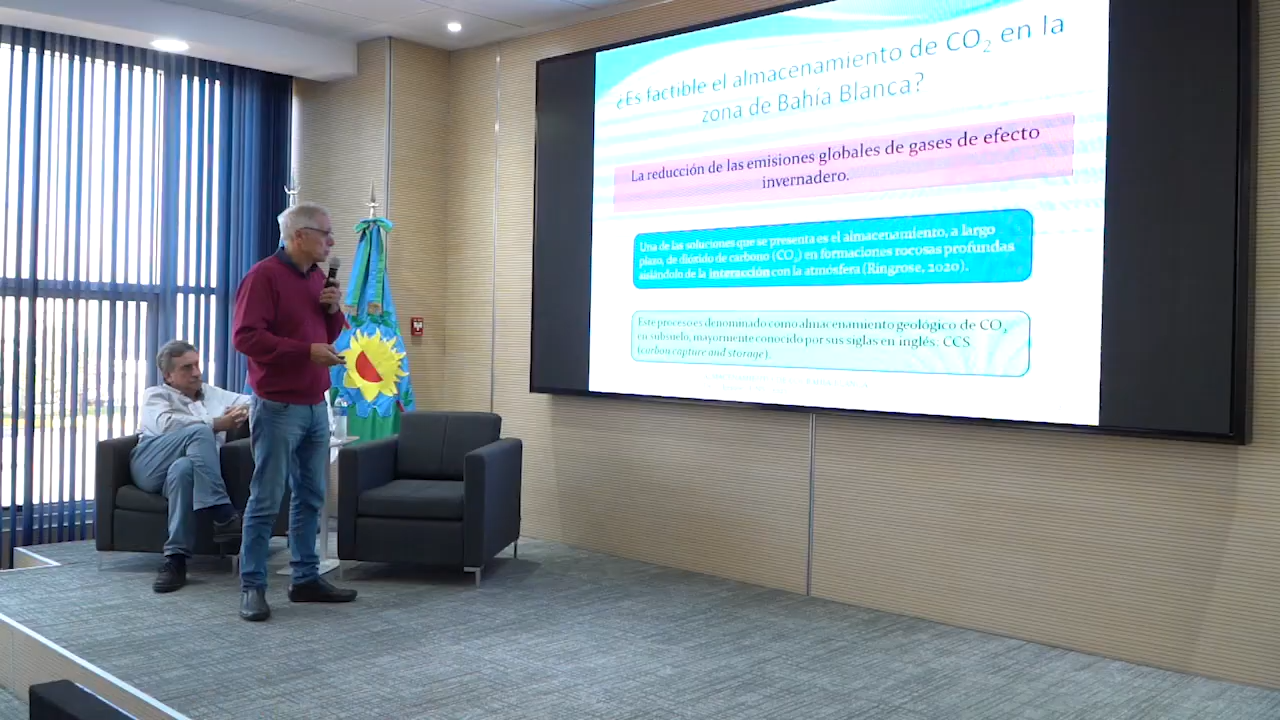 ¿Es factible el almacenamiento de CO₂ en la
zona de Bahía Blanca?
La reducción de las emisiones globales de gases de efecto
invernadero.
Una de las soluciones que se presenta es el almacenamiento, a largo
plazo, de dióxido de carbono (CO₂) en formaciones rocosas profundas
aislándolo de la interacción con la atmósfera (Ringrose, 2020).
Este proceso es denominado como almacenamiento geológico de CO₂
en subsuelo, mayormente conocido por sus siglas en inglés: CCS
(carbon capture and storage).